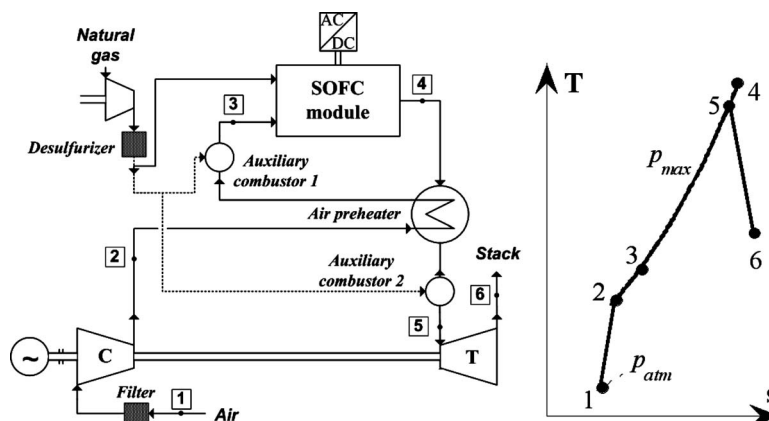 Natural
gas
AC
DC
SOFC
module
4
3
Desulfurizer
Auxiliary
combustor 1
Air preheater
Stack
2
Auxiliary
combustor 2
6
5
~
C
T
Filter
1
Air
T
4
5
p max
3
6
2
p atm
1
s